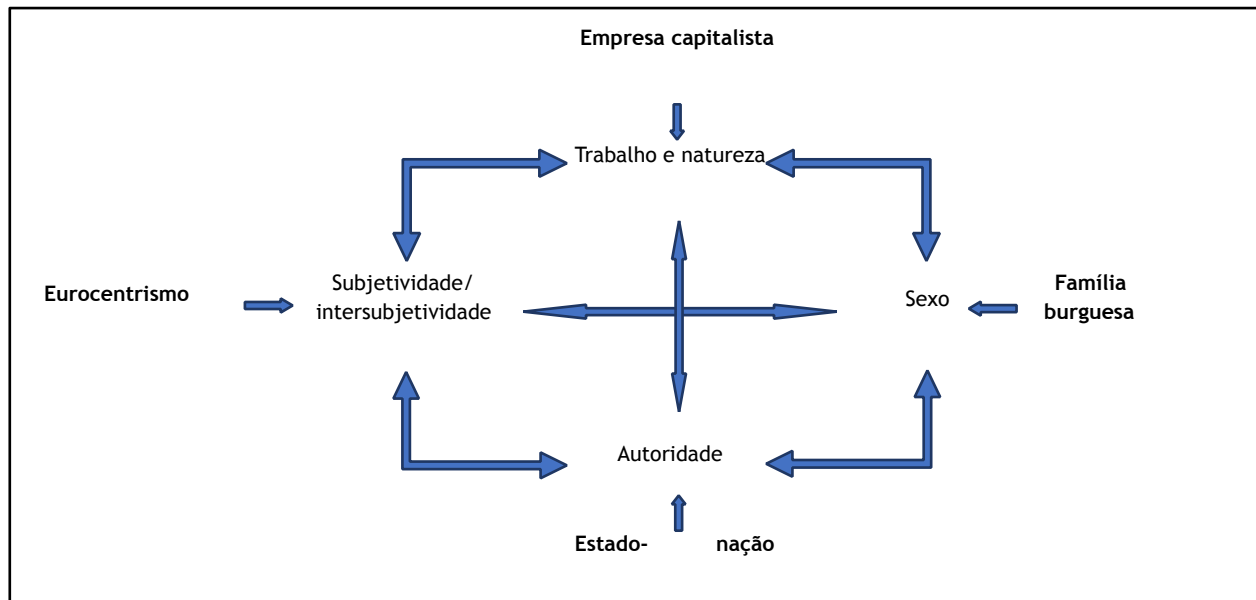 Empresa capitalista
Trabalho e natureza
Eurocentrismo
Subjetividade/
intersubjetividade
Sexo
Família
burguesa
Autoridade
Estado- nação